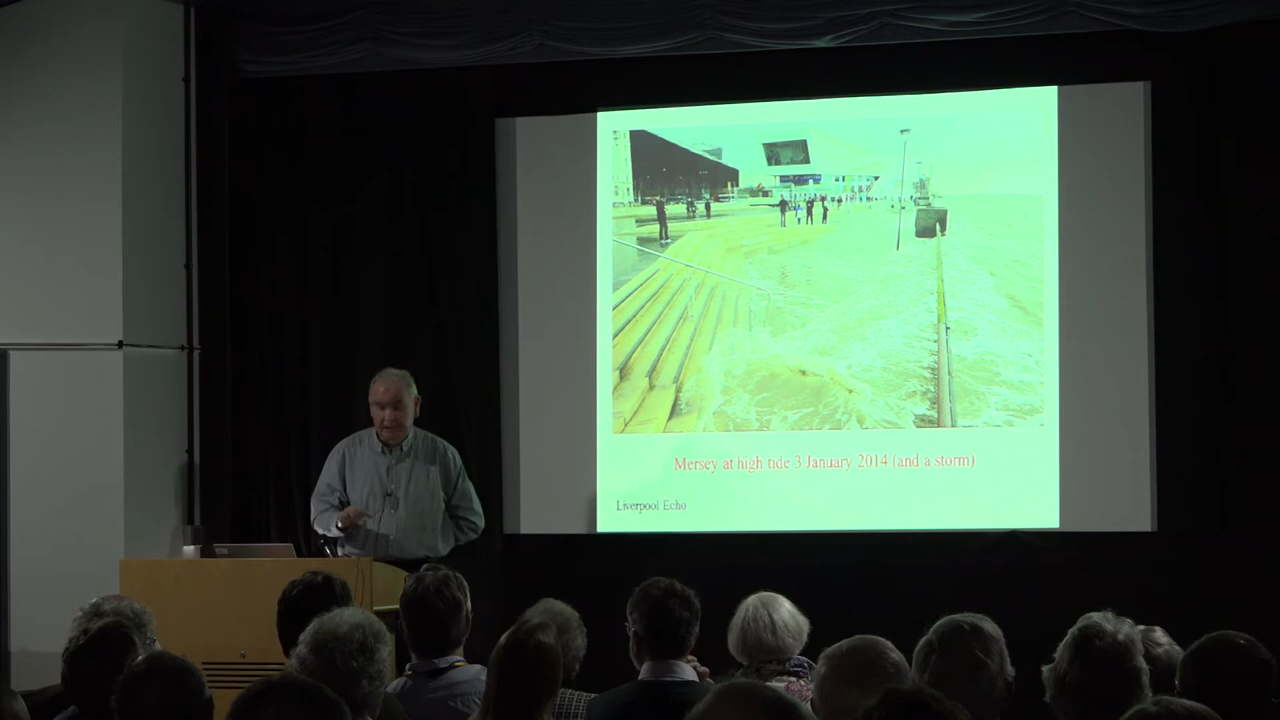 Mersey at high tide 3 January 2014 (and a storm)
Liverpool Echo